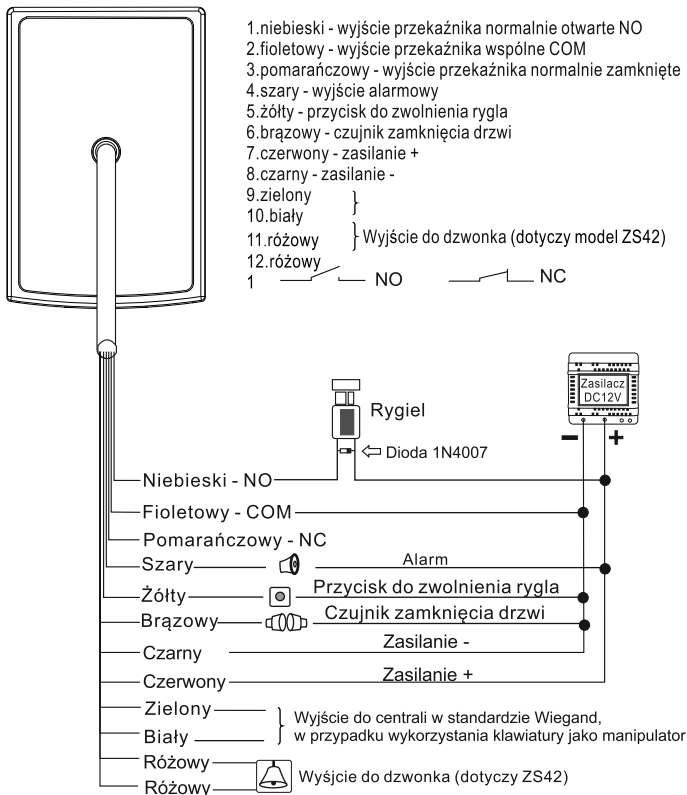 1.niebieski - wyjście przekaźnika normalnie otwarte NO
2.fioletowy - wyjście przekaźnika wspólne COM
3.pomarańczowy - wyjście przekaźnika normalnie zamknięte
4.szary - wyjście alarmowy
5.żółty - przycisk do zwolnienia rygla
6.brązowy - czujnik zamknięcia drzwi
7.czerwony - zasilanie +
8.czarny - zasilanie -
9.zielony
10.biały
11.różowy
Wyjście do dzwonka (dotyczy model ZS42)
12.różowy
1
NO
NC
Zasilacz
DC12V
Rygiel
Dioda 1N4007
Niebieski - NO
Fioletowy - COM
Pomarańczowy - NC
Szary
Alarm
Żółty
Przycisk do zwolnienia rygla
Brązowy
Czujnik zamknięcia drzwi
Czarny
Zasilanie -
Czerwony
Zasilanie +
Zielony
Biały
Wyjście do centrali w standardzie Wiegand,
w przypadku wykorzystania klawiatury jako manipulator
Różowy
Różowy
Wyśjcie do dzwonka (dotyczy ZS42)